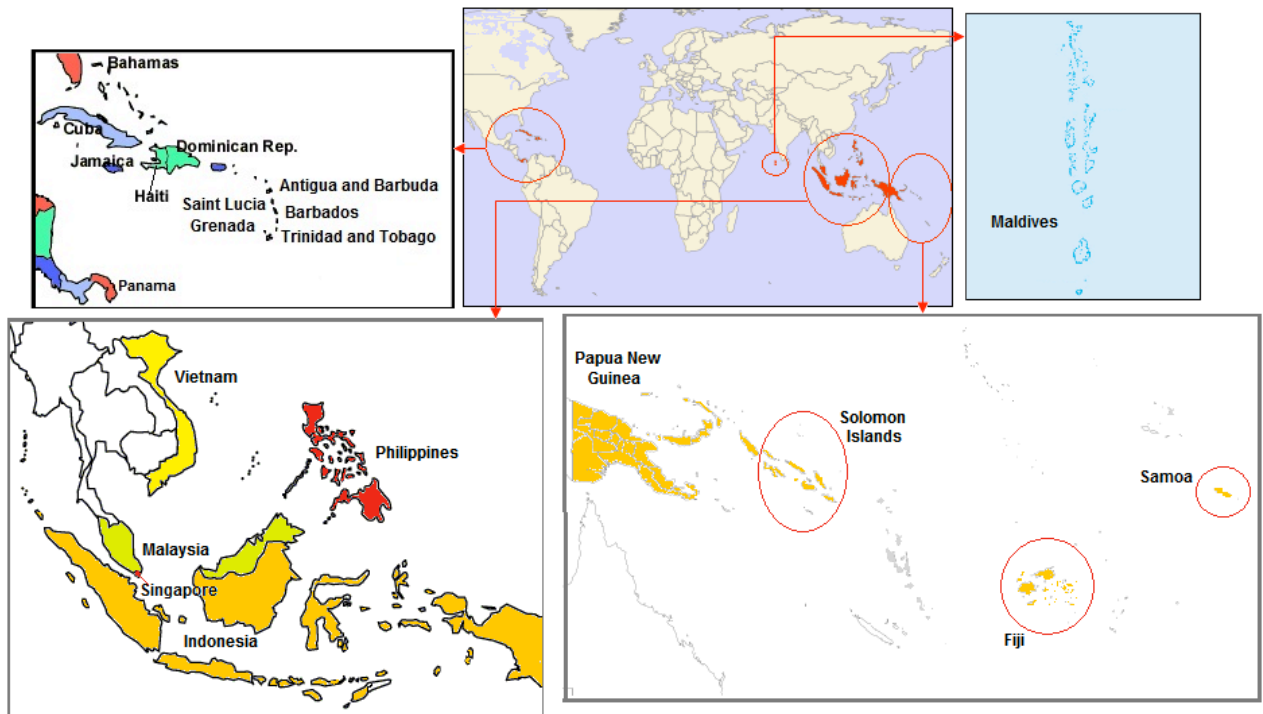 Bahamas
Cuba
Dominican Rep.
Jamaica
Haiti
Antigua and Barbuda
Saint Lucia
Barbados
Grenada
Trinidad and Tobago
Panama
Maldives
Vietnam
Philippines
Malaysia
Singapore
Indonesia
Papua New
Guinea
Solomon
Islands
Samoa
Fiji